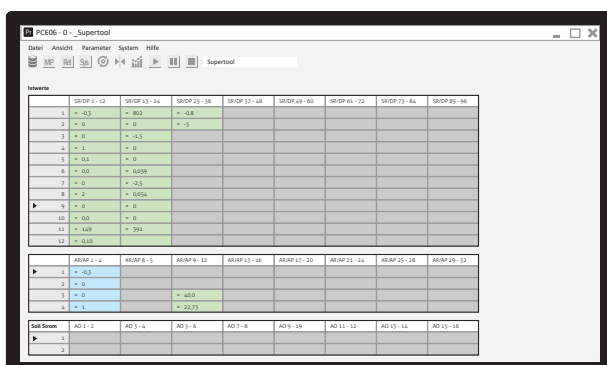 PCE06 - 0 - _Supertool
Datei Ansicht Parameter System Hilfe
MP Rel Sys Supertool
Istwerte
SR/DP 1 - 12 SR/DP 13 - 24 SR/DP 25 - 36 SR/DP 37 - 48 SR/DP 49 - 60 SR/DP 61 - 72 SR/DP 73 - 84 SR/DP 85 - 96
1 = -0,3 = 802 = -0,8
2 = 0 = 0 = -5
3 = 0 = -1,5
4 = 1 = 0
5 = 0,1 = 0
6 = 0,0 = 0,039
7 = 0 = -2,5
8 = 2 = 0,054
9 = 0 = 0
10 = 0,0 = 0
11 = 149 = 391
12 = 0,10
AR/AP 1 - 4 AR/AP 8 - 5 AR/AP 9 - 12 AR/AP 13 - 16 AR/AP 17 - 20 AR/AP 21 - 24 AR/AP 25 - 28 AR/AP 29 - 32
1 = -0,3
2 = 0
3 = 0 = 40,0
4 = 1 = 22,73
Soll Strom AO 1 - 2 AO 3 - 4 AO 5 - 6 AO 7 - 8 AO 9 - 19 AO 11 - 12 AO 13 - 14 AO 15 - 16
1
2